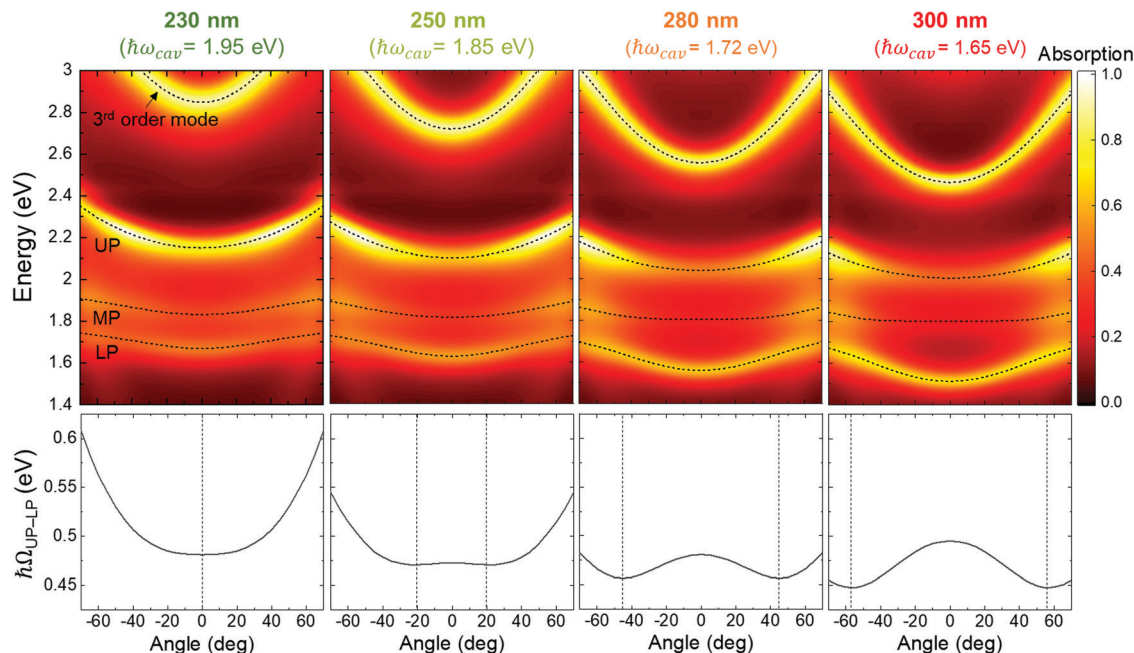 230 nm
(ℏω_cav = 1.95 eV)
250 nm
(ℏω_cav = 1.85 eV)
280 nm
(ℏω_cav = 1.72 eV)
300 nm
(ℏω_cav = 1.65 eV)
Absorption
Energy (eV)
3
2.8
2.6
2.4
2.2
2
1.8
1.6
1.4
3rd order mode
UP
MP
LP
1.0
0.8
0.6
0.4
0.2
0.0
ℏΩ_UP–LP (eV)
0.6
0.55
0.5
0.45
-60 -40 -20 0 20 40 60
-60 -40 -20 0 20 40 60
-60 -40 -20 0 20 40 60
-60 -40 -20 0 20 40 60
Angle (deg)
Angle (deg)
Angle (deg)
Angle (deg)